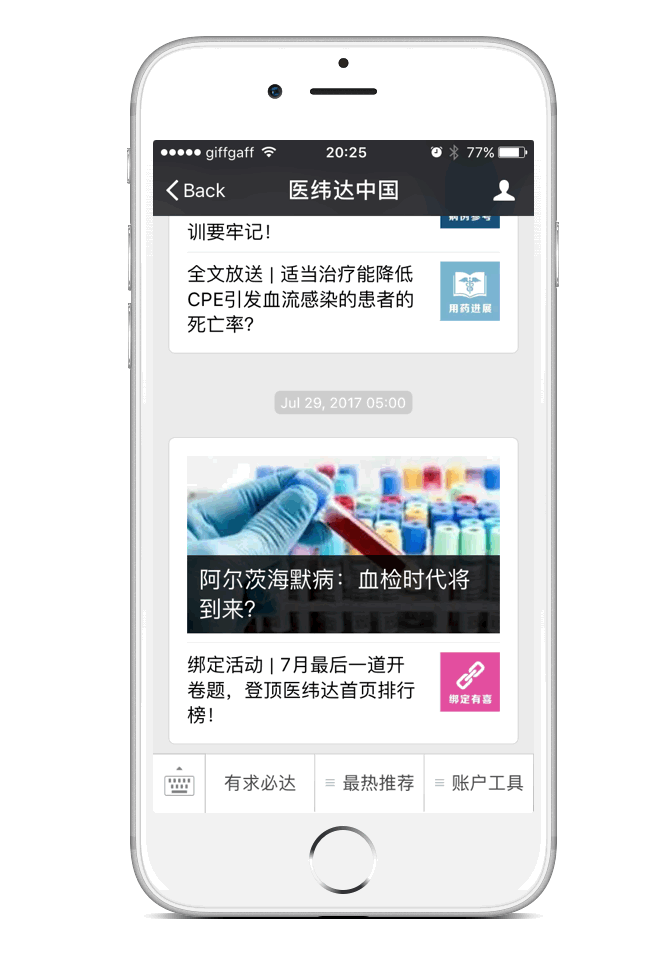 giffgaff 20:25 77%
Back 医纬达中国
训要牢记！
病例参考
全文放送 | 适当治疗能降低
CPE引发血流感染的患者的
死亡率？
用药进展
Jul 29, 2017 05:00
阿尔茨海默病：血检时代将
到来？
绑定活动 | 7月最后一道开
卷题，登顶医纬达首页排行
榜！
绑定有喜
有求必达 最热推荐 账户工具